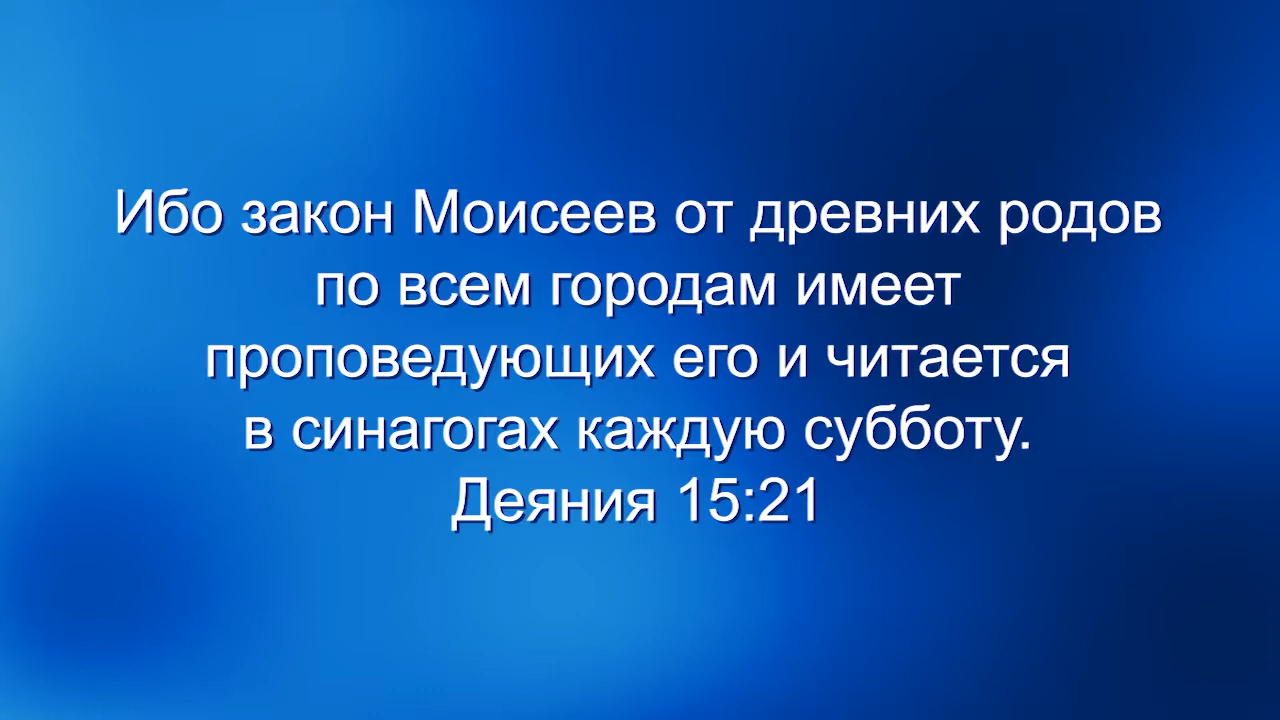 Ибо закон Моисеев от древних родов
по всем городам имеет
проповедующих его и читается
в синагогах каждую субботу.
Деяния 15:21